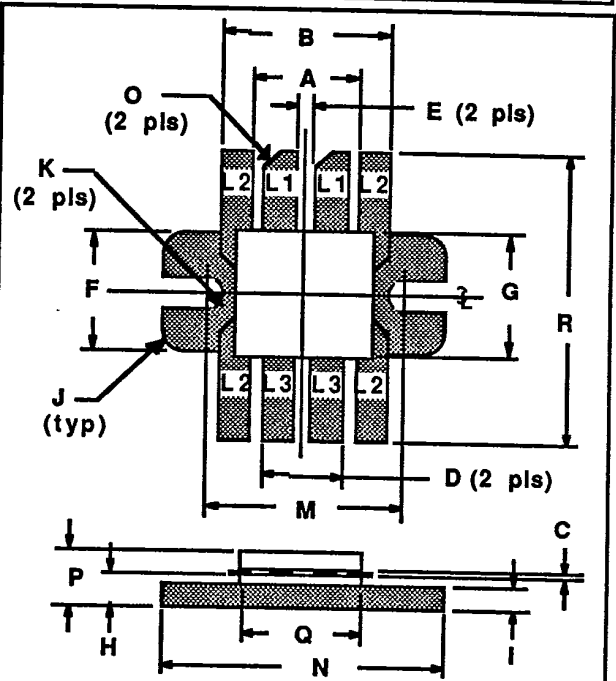 B
A
O
(2 pls)
E (2 pls)
K
(2 pls)
L2 L1 L1 L2
F
G
R
J
(typ)
L2 L3 L3 L2
D (2 pls)
M
C
P
H
Q
I
N